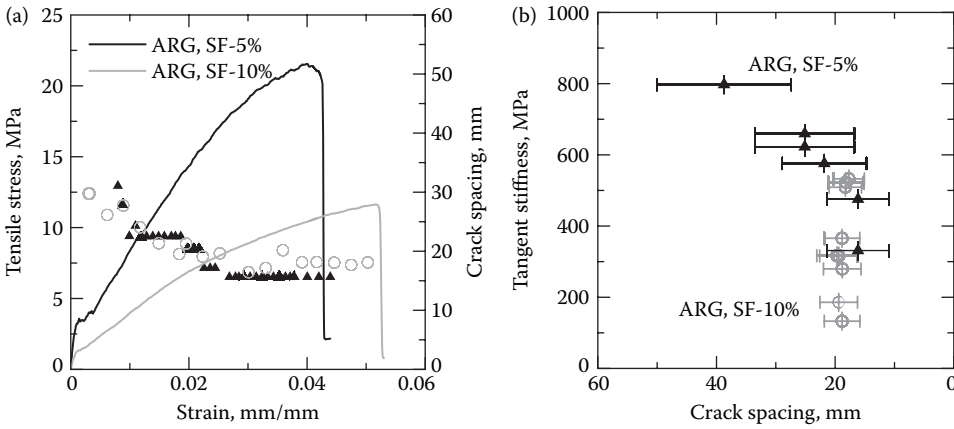 (a)
25
20
15
10
5
0
Tensile stress, MPa
ARG, SF-5%
ARG, SF-10%
60
50
40
30
20
10
0
Crack spacing, mm
0
0.02
0.04
0.06
Strain, mm/mm
(b)
1000
800
600
400
200
0
Tangent stiffness, MPa
ARG, SF-5%
ARG, SF-10%
60
40
20
0
Crack spacing, mm